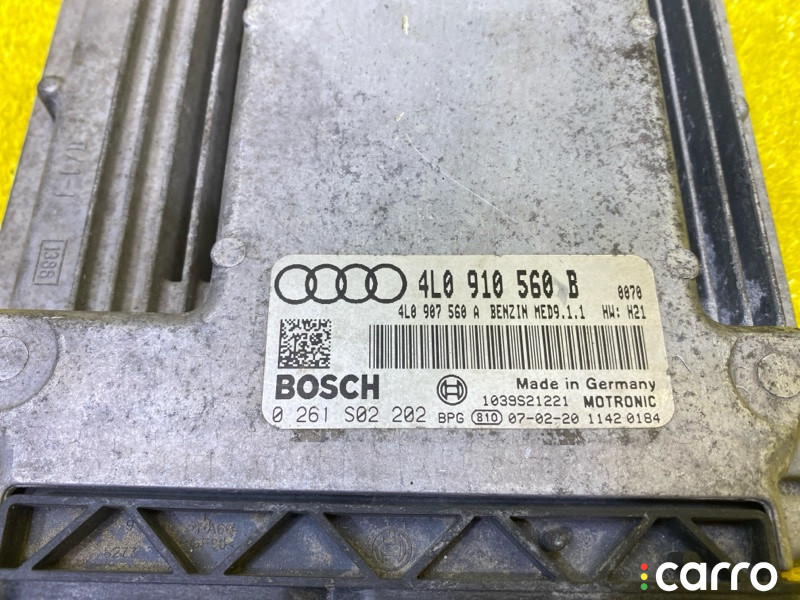 4L0 910 560 B 0070
4L0 907 560 A BENZIN MED9.1.1 HW: H21
BOSCH
Made in Germany
1039S21221 MOTRONIC
0 261 S02 202 BPG 810 07-02-20 1142 0184
1388
carro